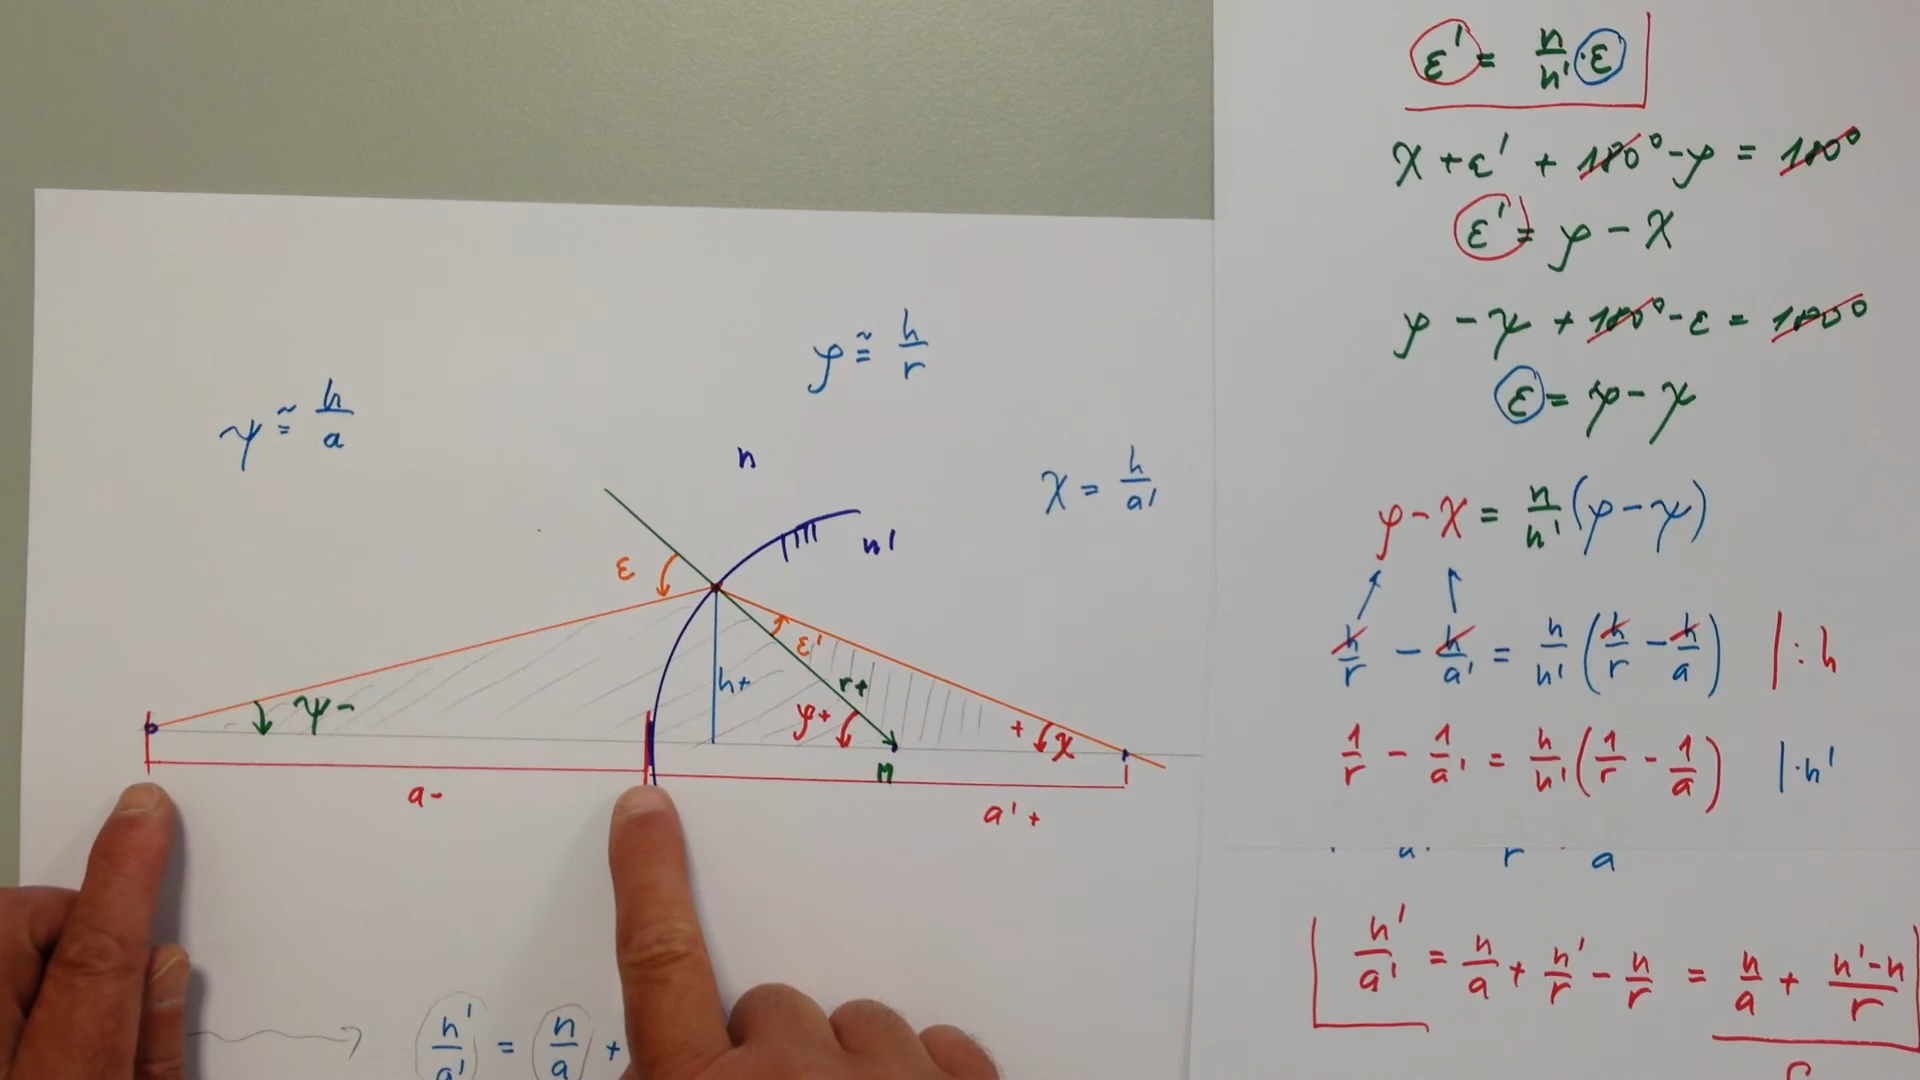 φ ≅ h/r
ψ ≅ h/a
n
χ = h/a'
n'
ε
ε'
h+
r+
ψ-
φ+
+ χ
M
a-
a'+
n'/a' = n/a +
ε' = n/n' · ε
χ + ε' + 180° - φ = 180°
ε' = φ - χ
φ - ψ + 180° - ε = 180°
ε = φ - ψ
φ - χ = n/n' (φ - ψ)
h/r - h/a' = n/n' (h/r - h/a) | : h
1/r - 1/a' = n/n' (1/r - 1/a) | · n'
r a
n'/a' = n/a + n'/r - n/r = n/a + n'-n/r